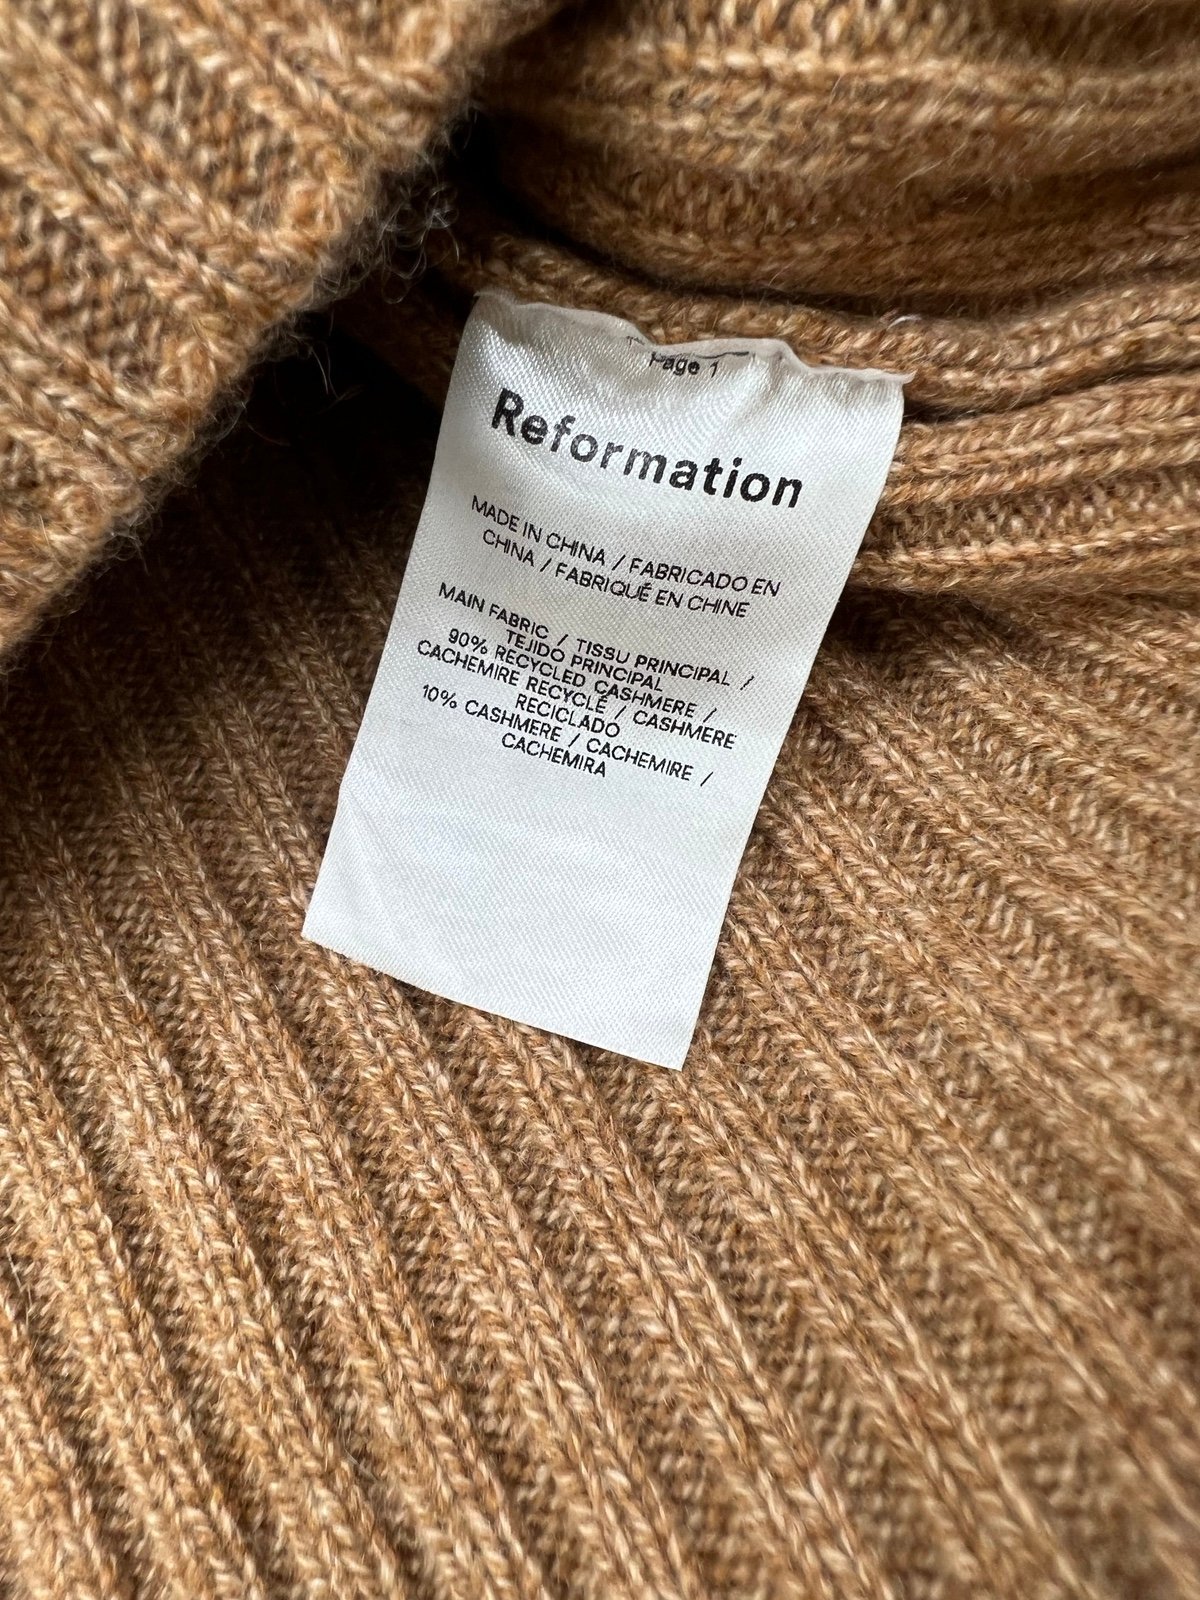 Page 1
Reformation
MADE IN CHINA / FABRICADO EN
CHINA / FABRIQUÉ EN CHINE
MAIN FABRIC / TISSU PRINCIPAL /
TEJIDO PRINCIPAL
90% RECYCLED CASHMERE /
CACHEMIRE RECYCLÉ / CASHMERE
RECICLADO
10% CASHMERE / CACHEMIRE /
CACHEMIRA